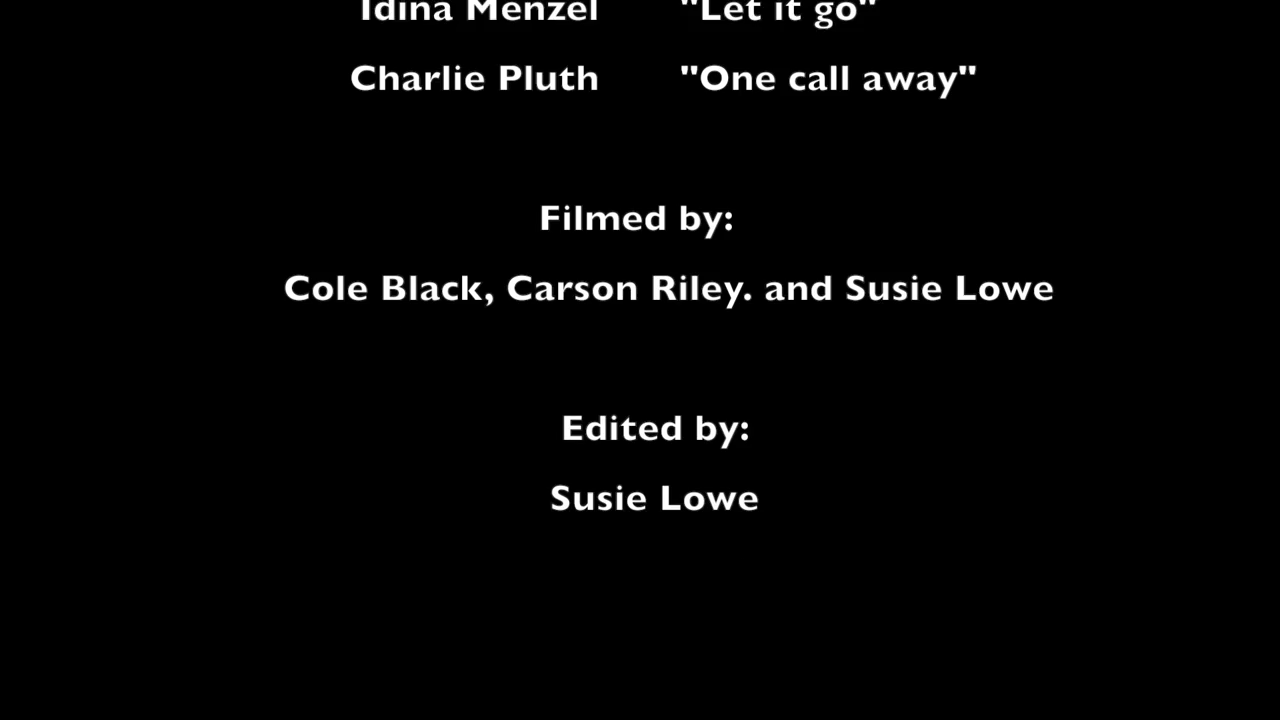 Idina Menzel "Let it go"
Charlie Pluth "One call away"
Filmed by:
Cole Black, Carson Riley. and Susie Lowe
Edited by:
Susie Lowe